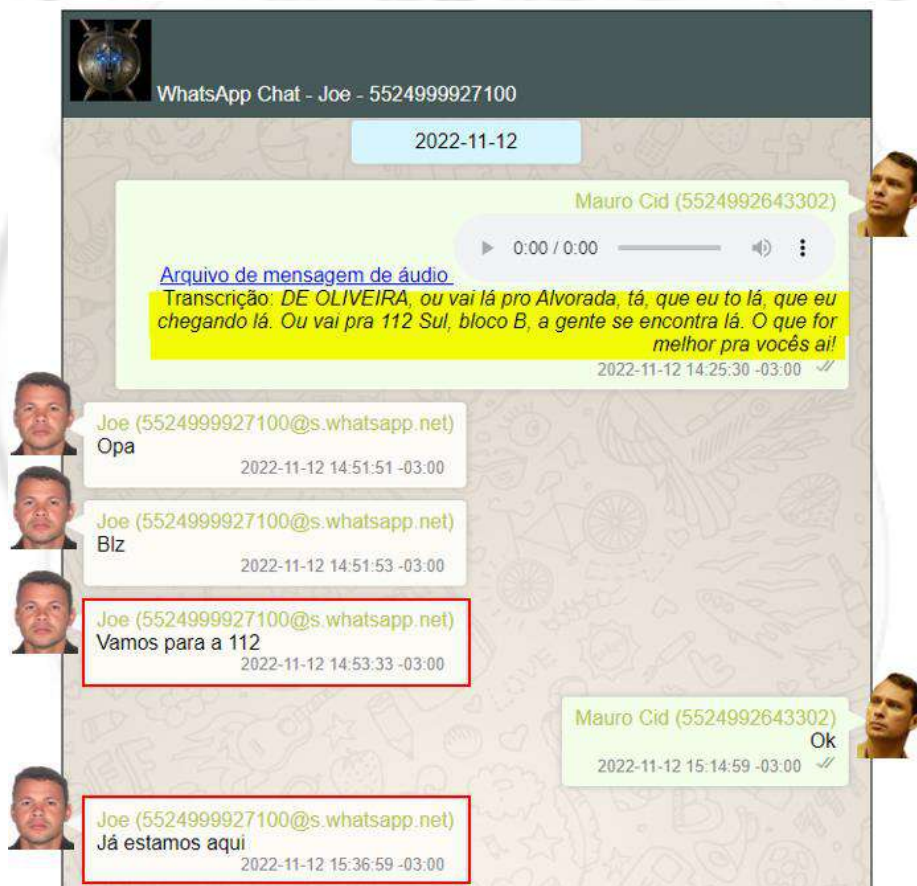 WhatsApp Chat - Joe - 5524999927100
2022-11-12
Mauro Cid (5524992643302)
0:00 / 0:00
Arquivo de mensagem de áudio
Transcrição: DE OLIVEIRA, ou vai lá pro Alvorada, tá, que eu to lá, que eu
chegando lá. Ou vai pra 112 Sul, bloco B, a gente se encontra lá. O que for
melhor pra vocês ai!
2022-11-12 14:25:30 -03:00
Joe (5524999927100@s.whatsapp.net)
Opa
2022-11-12 14:51:51 -03:00
Joe (5524999927100@s.whatsapp.net)
Blz
2022-11-12 14:51:53 -03:00
Joe (5524999927100@s.whatsapp.net)
Vamos para a 112
2022-11-12 14:53:33 -03:00
Mauro Cid (5524992643302)
Ok
2022-11-12 15:14:59 -03:00
Joe (5524999927100@s.whatsapp.net)
Já estamos aqui
2022-11-12 15:36:59 -03:00